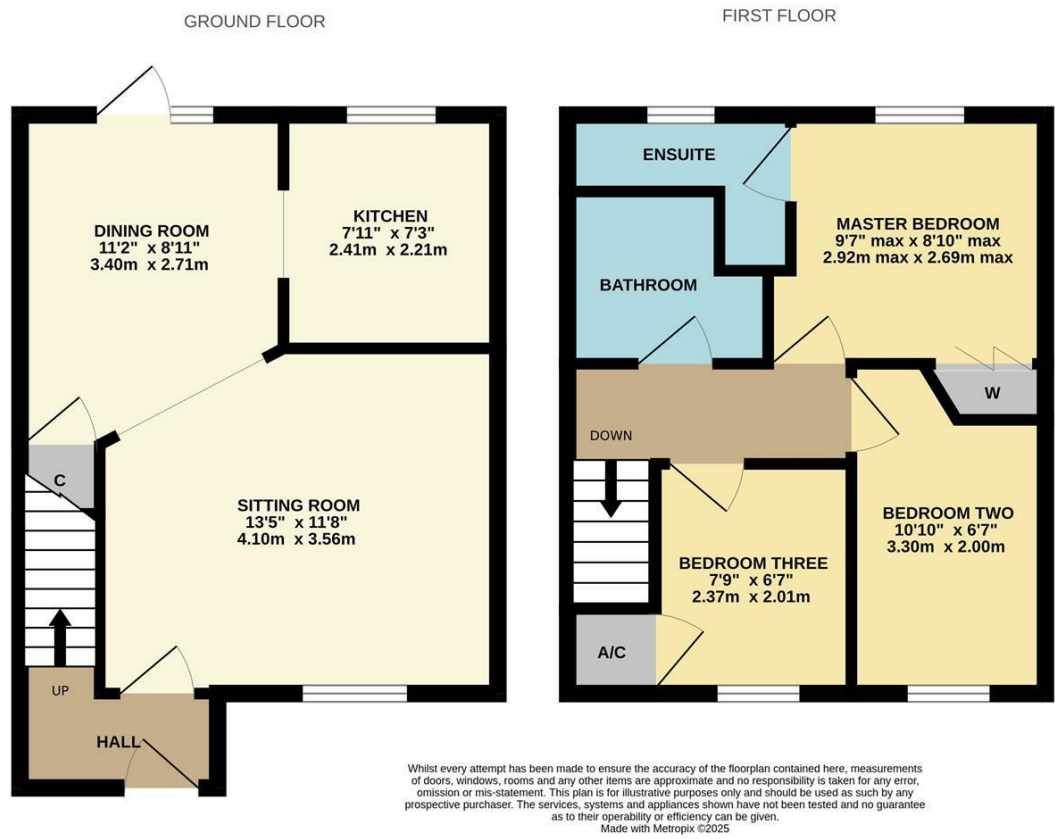 GROUND FLOOR
DINING ROOM
11'2" x 8'11"
3.40m x 2.71m
KITCHEN
7'11" x 7'3"
2.41m x 2.21m
C
SITTING ROOM
13'5" x 11'8"
4.10m x 3.56m
UP
HALL
FIRST FLOOR
ENSUITE
MASTER BEDROOM
9'7" max x 8'10" max
2.92m max x 2.69m max
BATHROOM
W
DOWN
BEDROOM TWO
10'10" x 6'7"
3.30m x 2.00m
BEDROOM THREE
7'9" x 6'7"
2.37m x 2.01m
A/C
Whilst every attempt has been made to ensure the accuracy of the floorplan contained here, measurements
of doors, windows, rooms and any other items are approximate and no responsibility is taken for any error,
omission or mis-statement. This plan is for illustrative purposes only and should be used as such by any
prospective purchaser. The services, systems and appliances shown have not been tested and no guarantee
as to their operability or efficiency can be given.
Made with Metropix ©2025